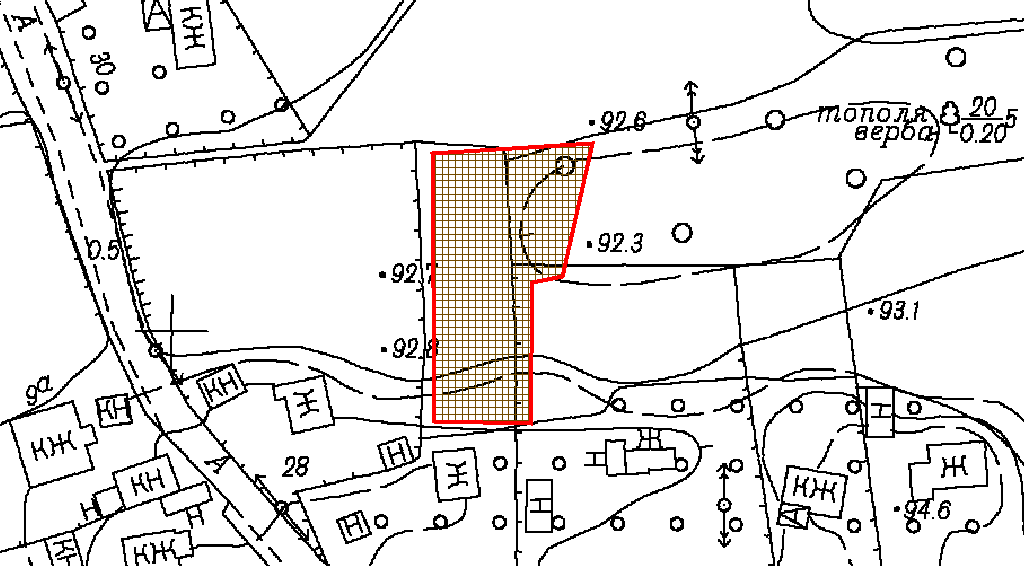 А
А
КЖ
30
92.6
тополя 20 5
верба 0.20
0.5
92.3
92.7
93.1
92.8
9а
КН
КН
Ж
Н
КЖ
Ж
Н
А
28
Н
Ж
Н
Ж
КН
Н
КЖ
Н
Н
Н
А
94.6
КН
КЖ